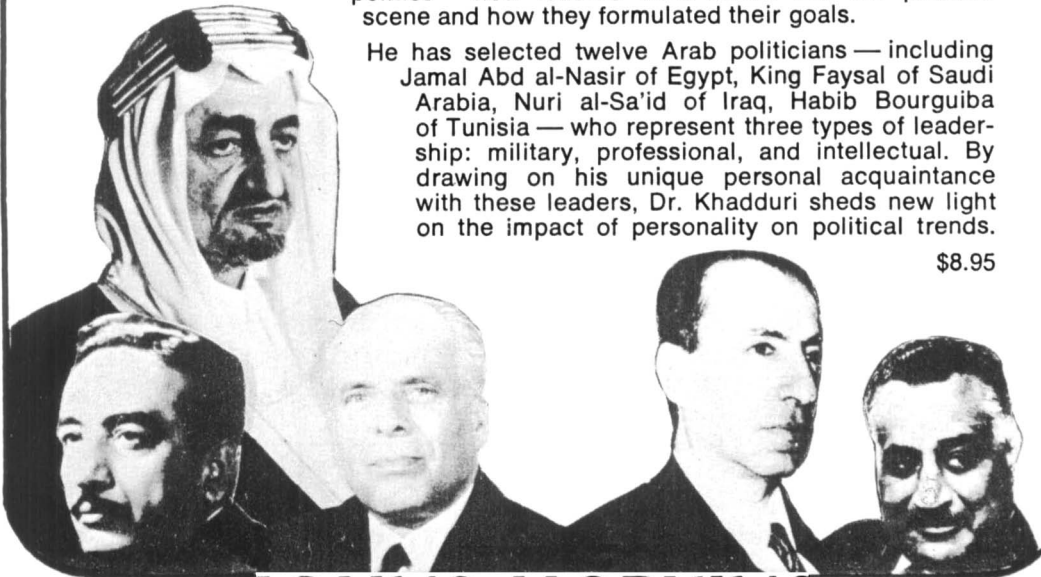 scene and how they formulated their goals.
He has selected twelve Arab politicians — including
Jamal Abd al-Nasir of Egypt, King Faysal of Saudi
Arabia, Nuri al-Sa'id of Iraq, Habib Bourguiba
of Tunisia — who represent three types of leader-
ship: military, professional, and intellectual. By
drawing on his unique personal acquaintance
with these leaders, Dr. Khadduri sheds new light
on the impact of personality on political trends.
$8.95